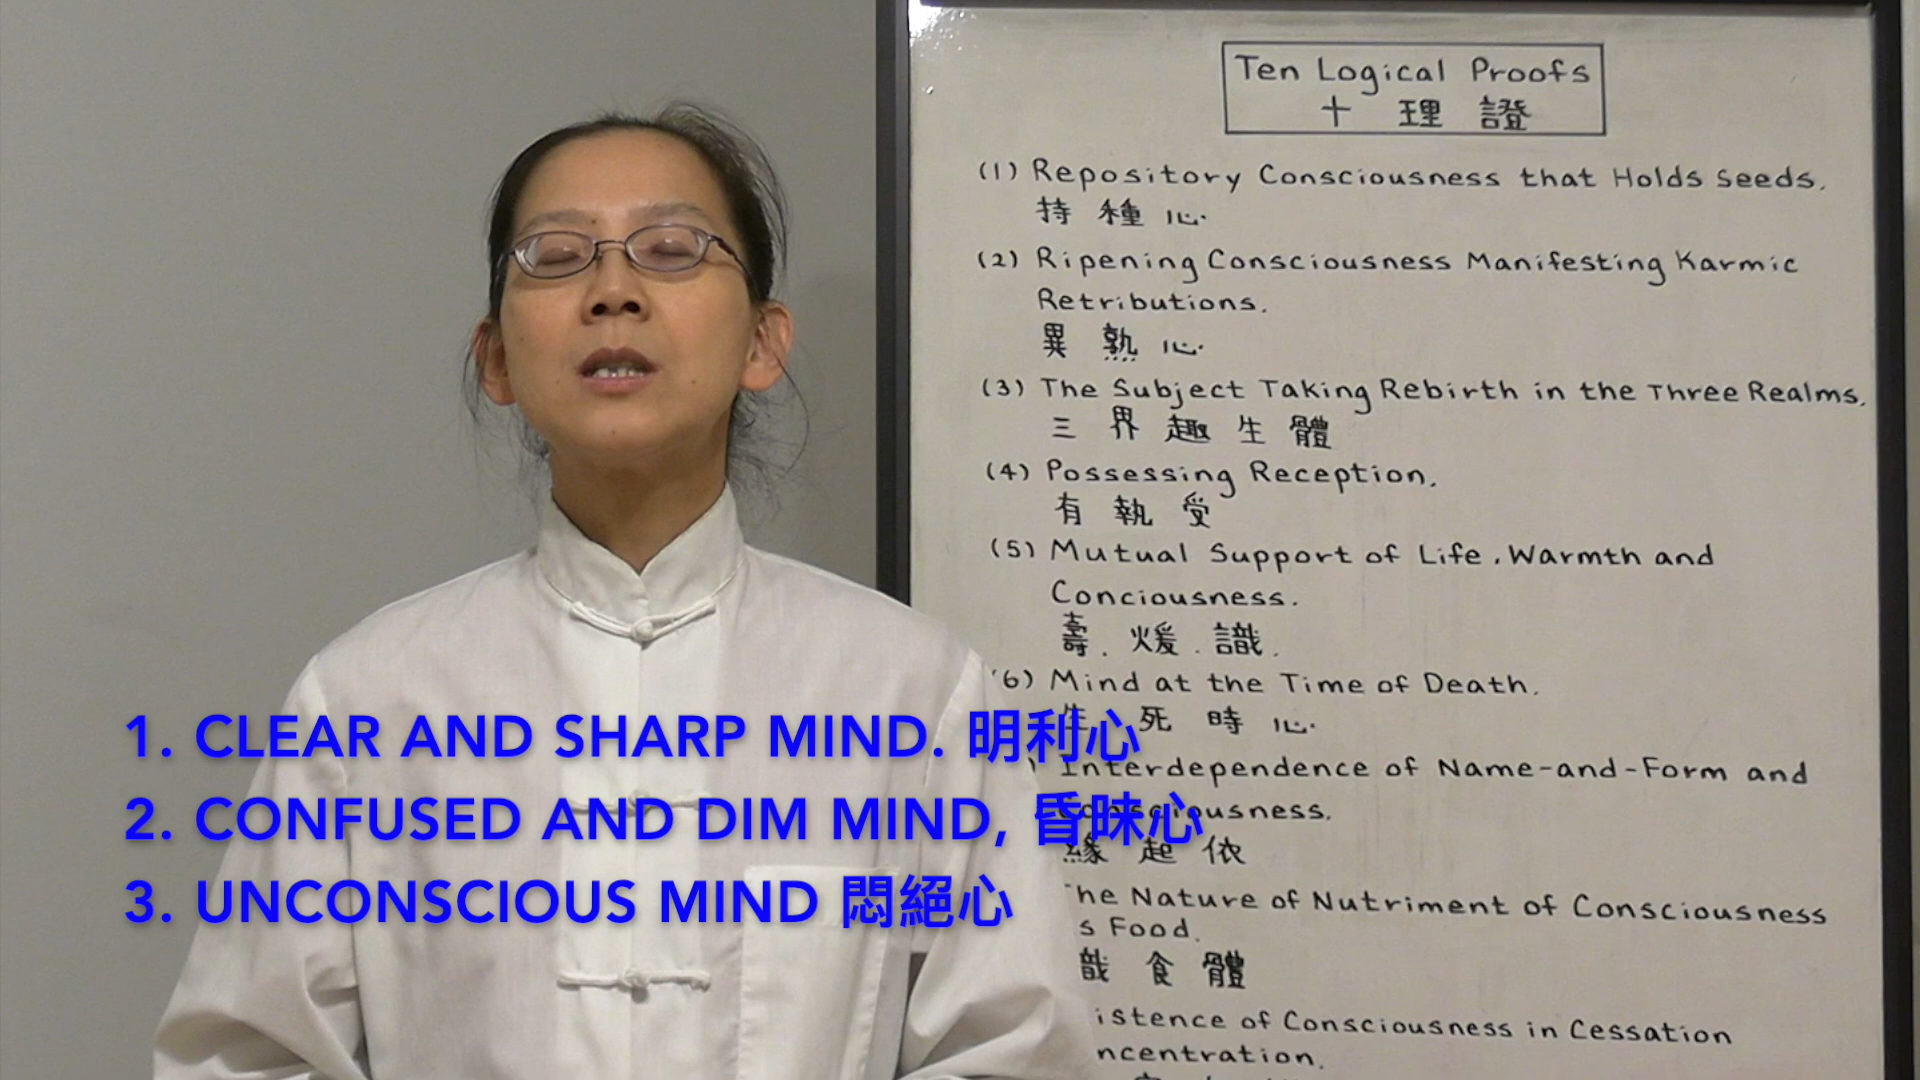 Ten Logical Proofs
十 理 證
(1) Repository Consciousness that Holds Seeds.
持 種 心.
(2) Ripening Consciousness Manifesting Karmic
Retributions.
異 熟 心.
(3) The Subject Taking Rebirth in the Three Realms.
三 界 趣 生 體
(4) Possessing Reception.
有 執 受
(5) Mutual Support of Life, Warmth and
Conciousness.
壽 . 煖 . 識 .
6) Mind at the Time of Death.
生 死 時 心.
) Interdependence of Name-and-Form and
Consciousness.
緣 起 依
The Nature of Nutriment of Consciousness
s Food.
識 食 體
istence of Consciousness in Cessation
ncentration.
1. CLEAR AND SHARP MIND. 明利心
2. CONFUSED AND DIM MIND, 昏昧心
3. UNCONSCIOUS MIND 悶絕心